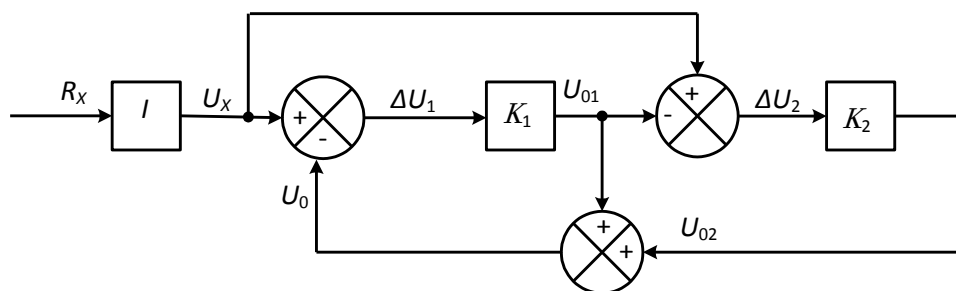 R_X
I
U_X
+
-
ΔU_1
K_1
U_01
+
-
ΔU_2
K_2
U_0
+
+
U_02